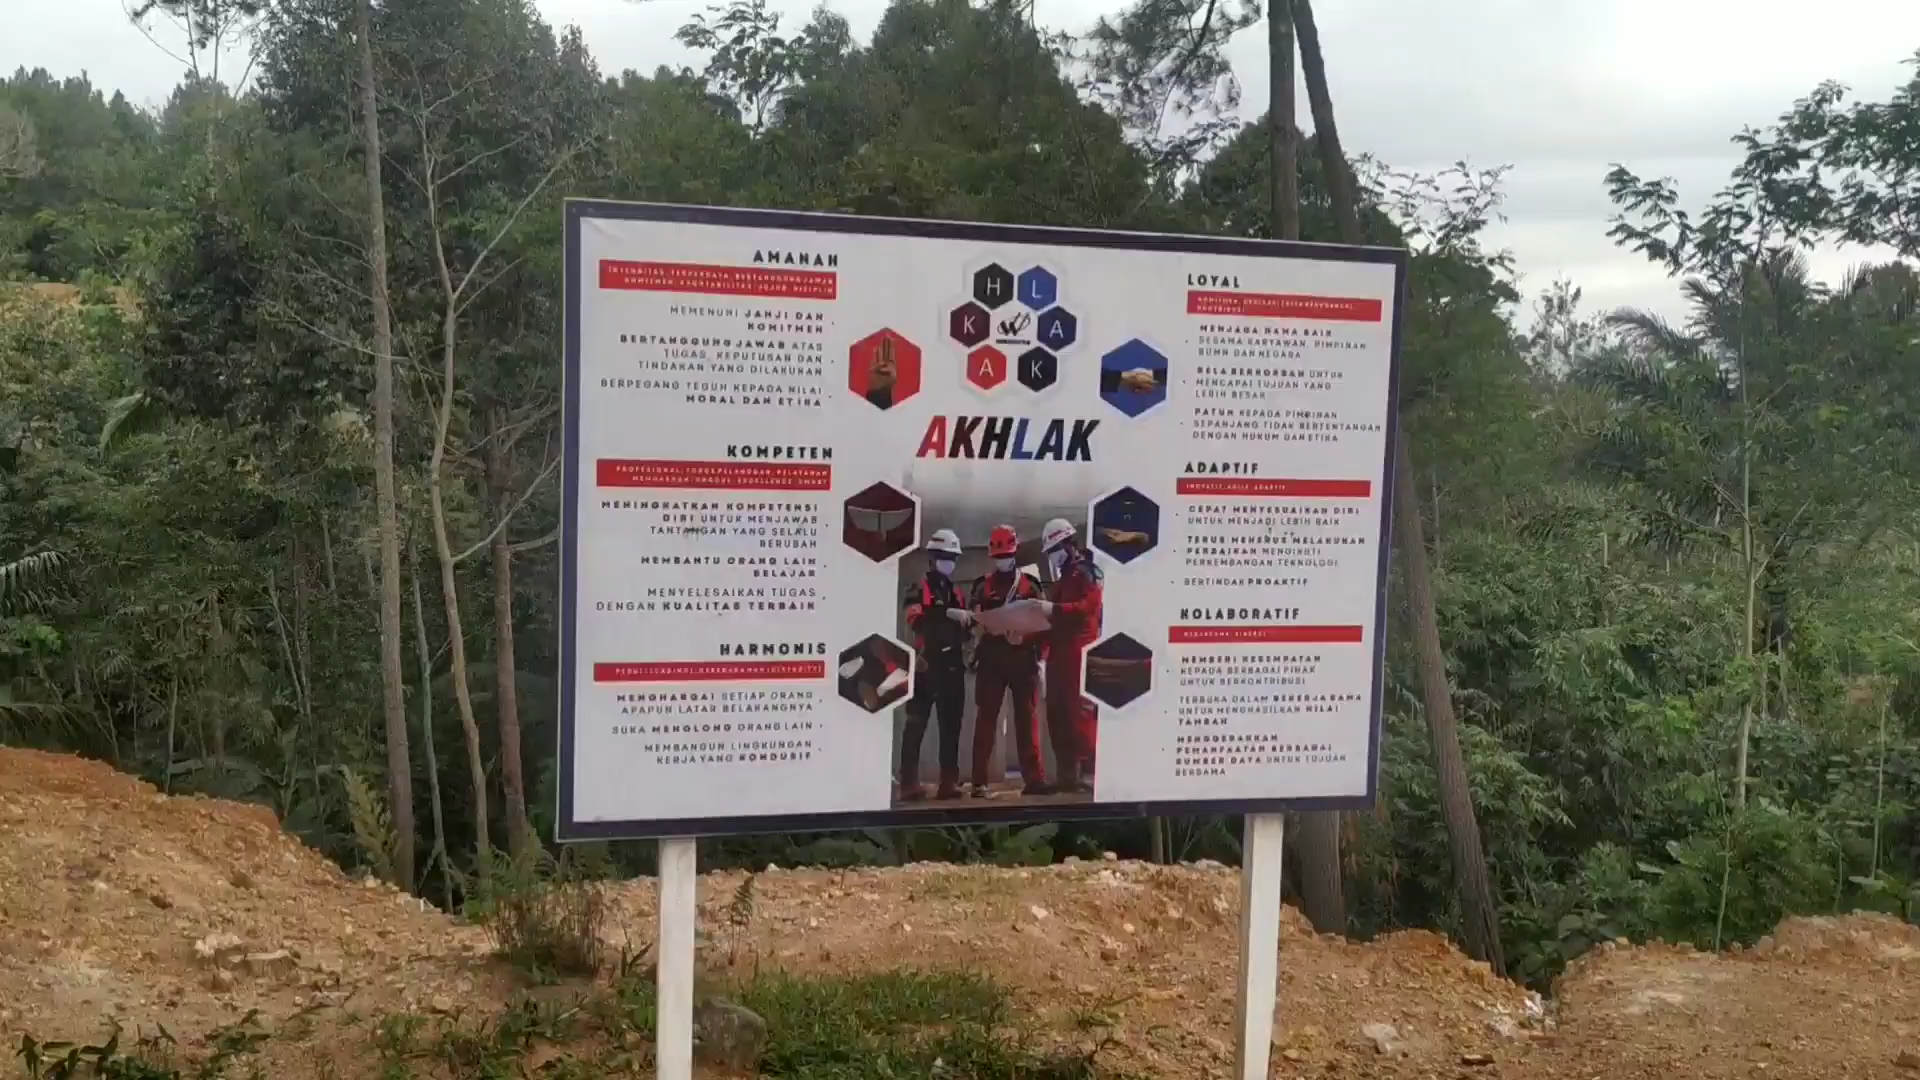 AMANAH
MEMENUHI JANJI DAN
KOMITMEN
BERTANGGUNG JAWAB ATAS
TUGAS, KEPUTUSAN DAN
TINDAKAN YANG DILAKUKAN
BERPEGANG TEGUH KEPADA NILAI
MORAL DAN ETIKA
KOMPETEN
MENINGKATKAN KOMPETENSI
DIRI UNTUK MENJAWAB
TANTANGAN YANG SELALU
BERUBAH
MEMBANTU ORANG LAIN
BELAJAR
MENYELESAIKAN TUGAS
DENGAN KUALITAS TERBAIK
HARMONIS
MENGHARGAI SETIAP ORANG
APAPUN LATAR BELAKANGNYA
SUKA MENOLONG ORANG LAIN
MEMBANGUN LINGKUNGAN
KERJA YANG KONDUSIF
H L
K A
A K
AKHLAK
LOYAL
MENJAGA NAMA BAIK
SESAMA KARYAWAN, PIMPINAN
BUMN DAN NEGARA
RELA BERKORBAN UNTUK
MENCAPAI TUJUAN YANG
LEBIH BESAR
PATUH KEPADA PIMPINAN
SEPANJANG TIDAK BERTENTANGAN
DENGAN HUKUM DAN ETIKA
ADAPTIF
CEPAT MENYESUAIKAN DIRI
UNTUK MENJADI LEBIH BAIK
TERUS MENERUS MELAKUKAN
PERBAIKAN MENGIKUTI
PERKEMBANGAN TEKNOLOGI
BERTINDAK PROAKTIF
KOLABORATIF
MEMBERI KESEMPATAN
KEPADA BERBAGAI PIHAK
UNTUK BERKONTRIBUSI
TERBUKA DALAM BEKERJA SAMA
UNTUK MENGHASILKAN NILAI
TAMBAH
MENGGERAKKAN
PEMANFAATAN BERBAGAI
SUMBER DAYA UNTUK TUJUAN
BERSAMA